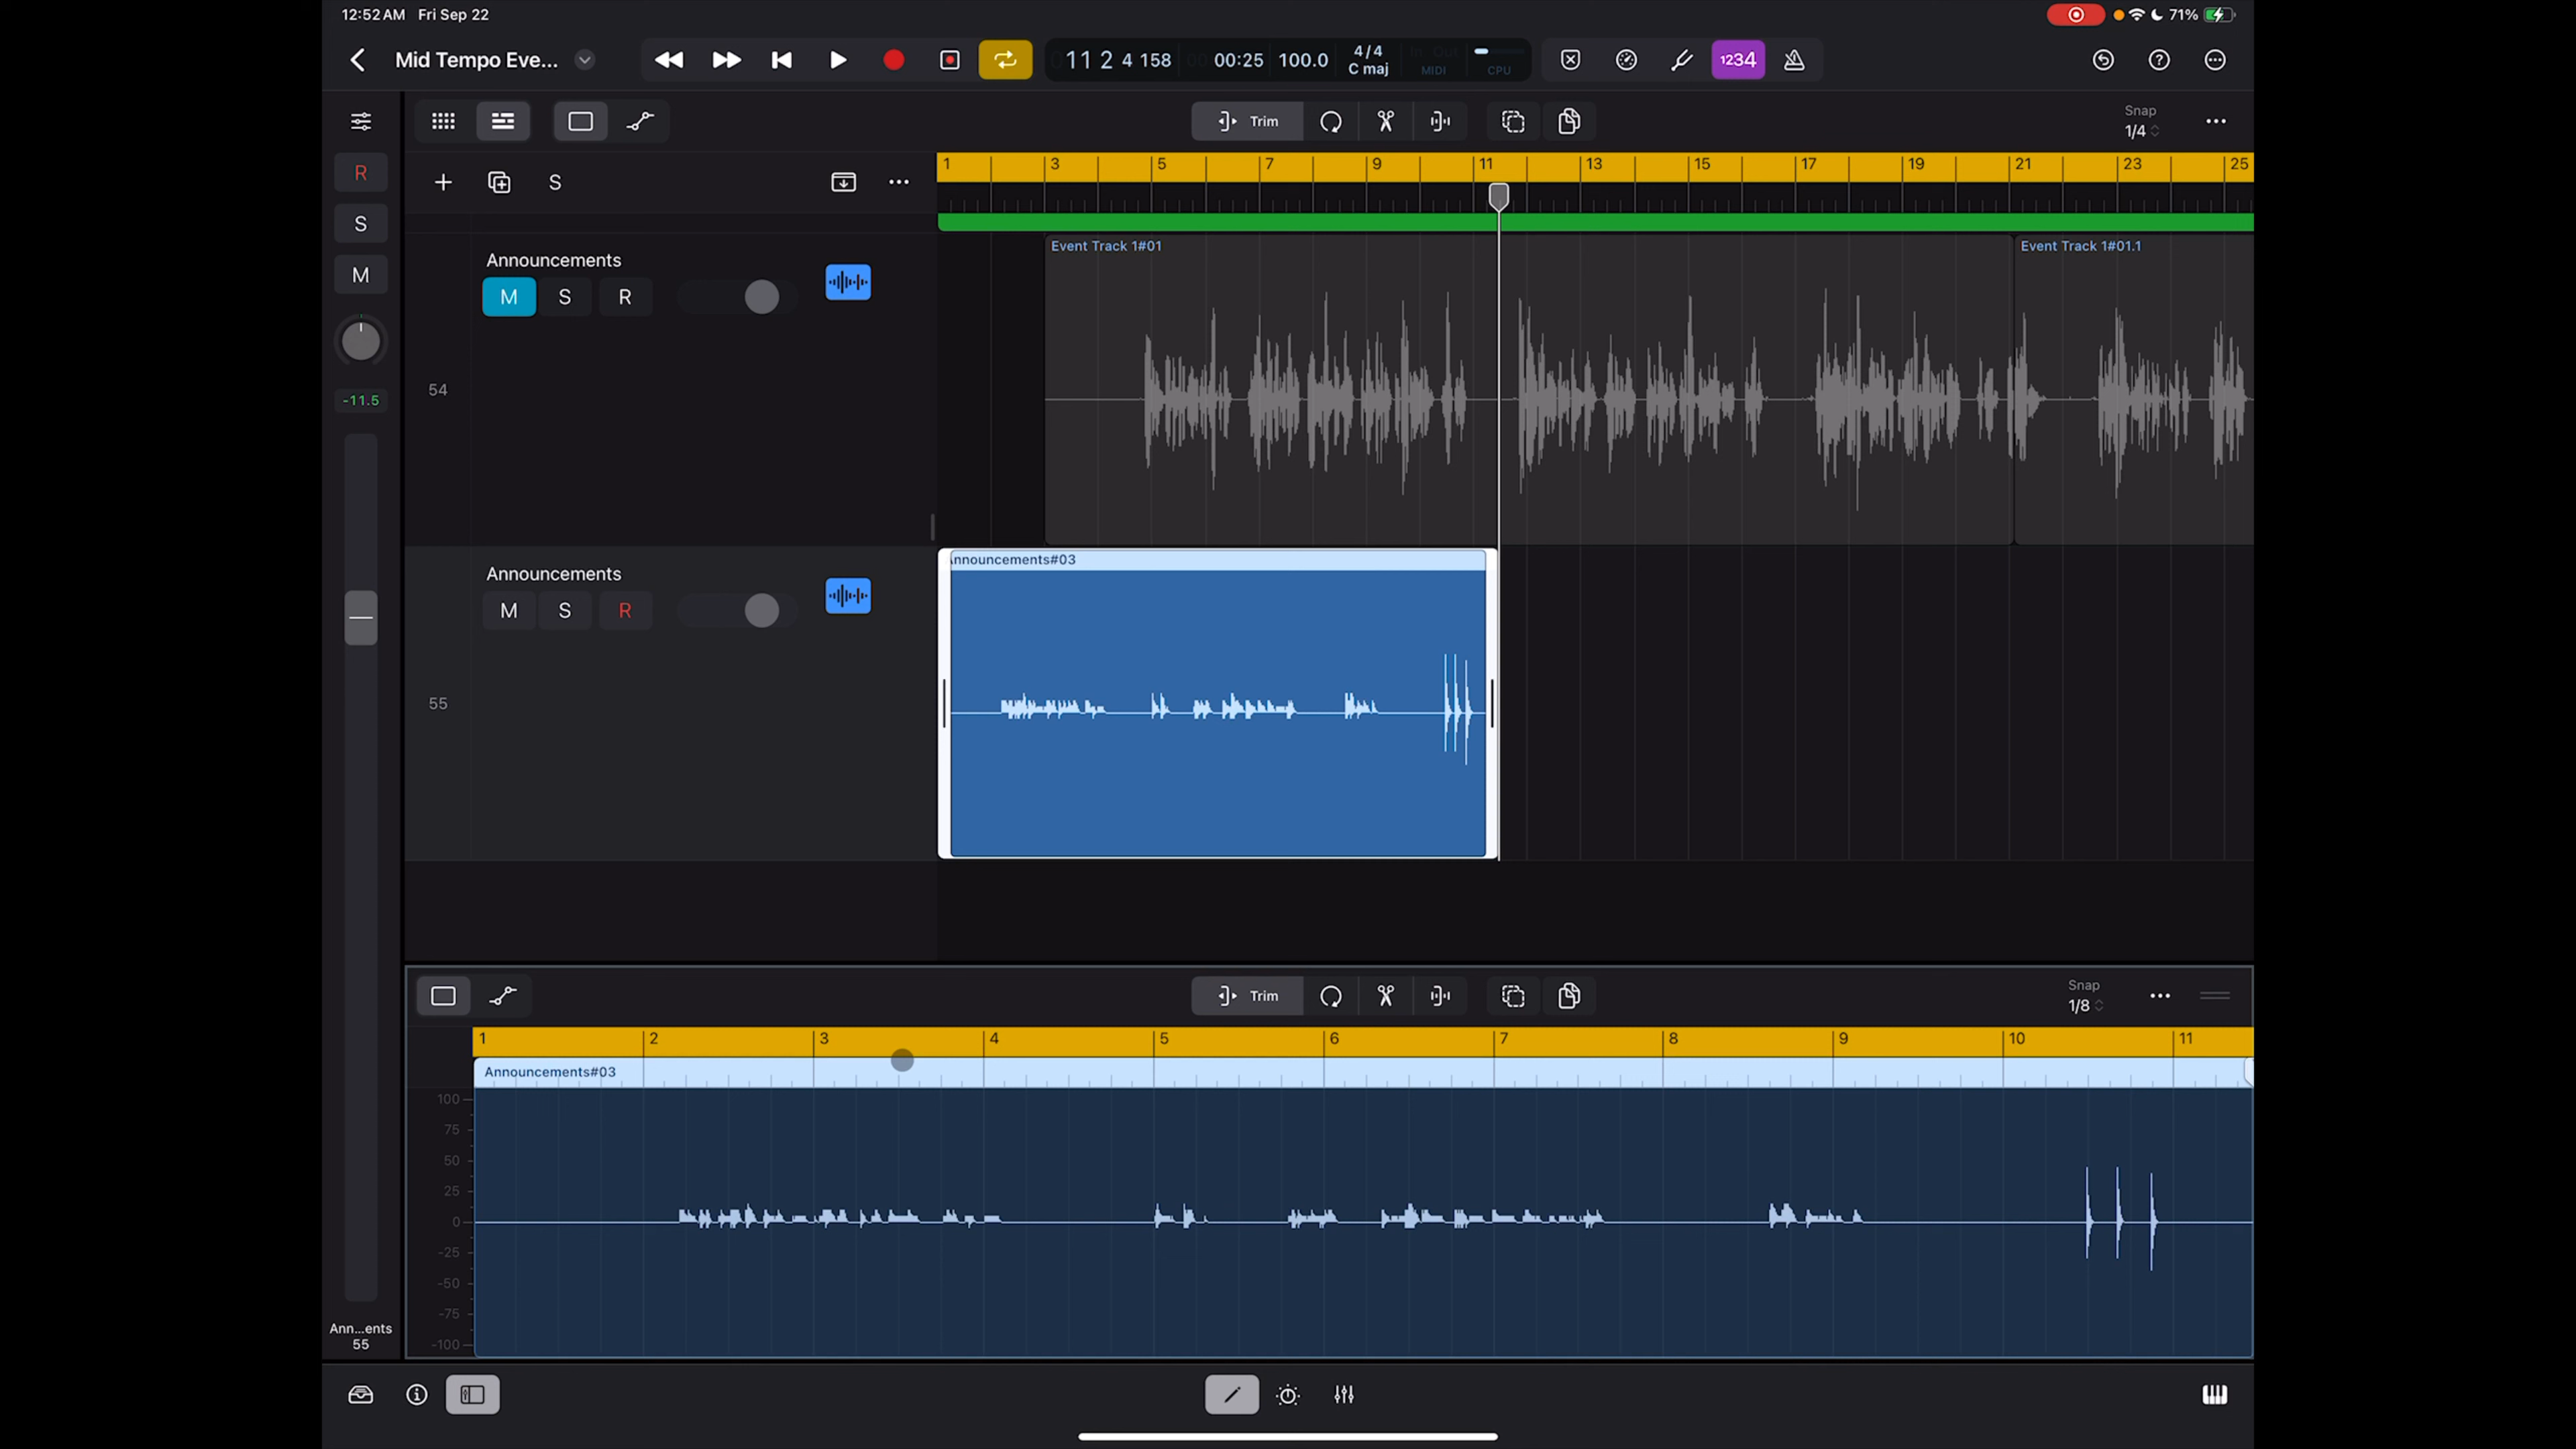 12:52 AM Fri Sep 22
71%
Mid Tempo Eve...
11 2 4 158
00:25
100.0
4/4
C maj
In Out
MIDI
CPU
1234
Trim
Snap
1/4
R
S
M
-11.5
S
1 3 5 7 9 11 13 15 17 19 21 23 25
Announcements
M S R
54
Event Track 1#01
Event Track 1#01.1
Announcements
M S R
55
nnouncements#03
Trim
Snap
1/8
1 2 3 4 5 6 7 8 9 10 11
Announcements#03
100
75
50
25
0
-25
-50
-75
-100
Ann...ents
55